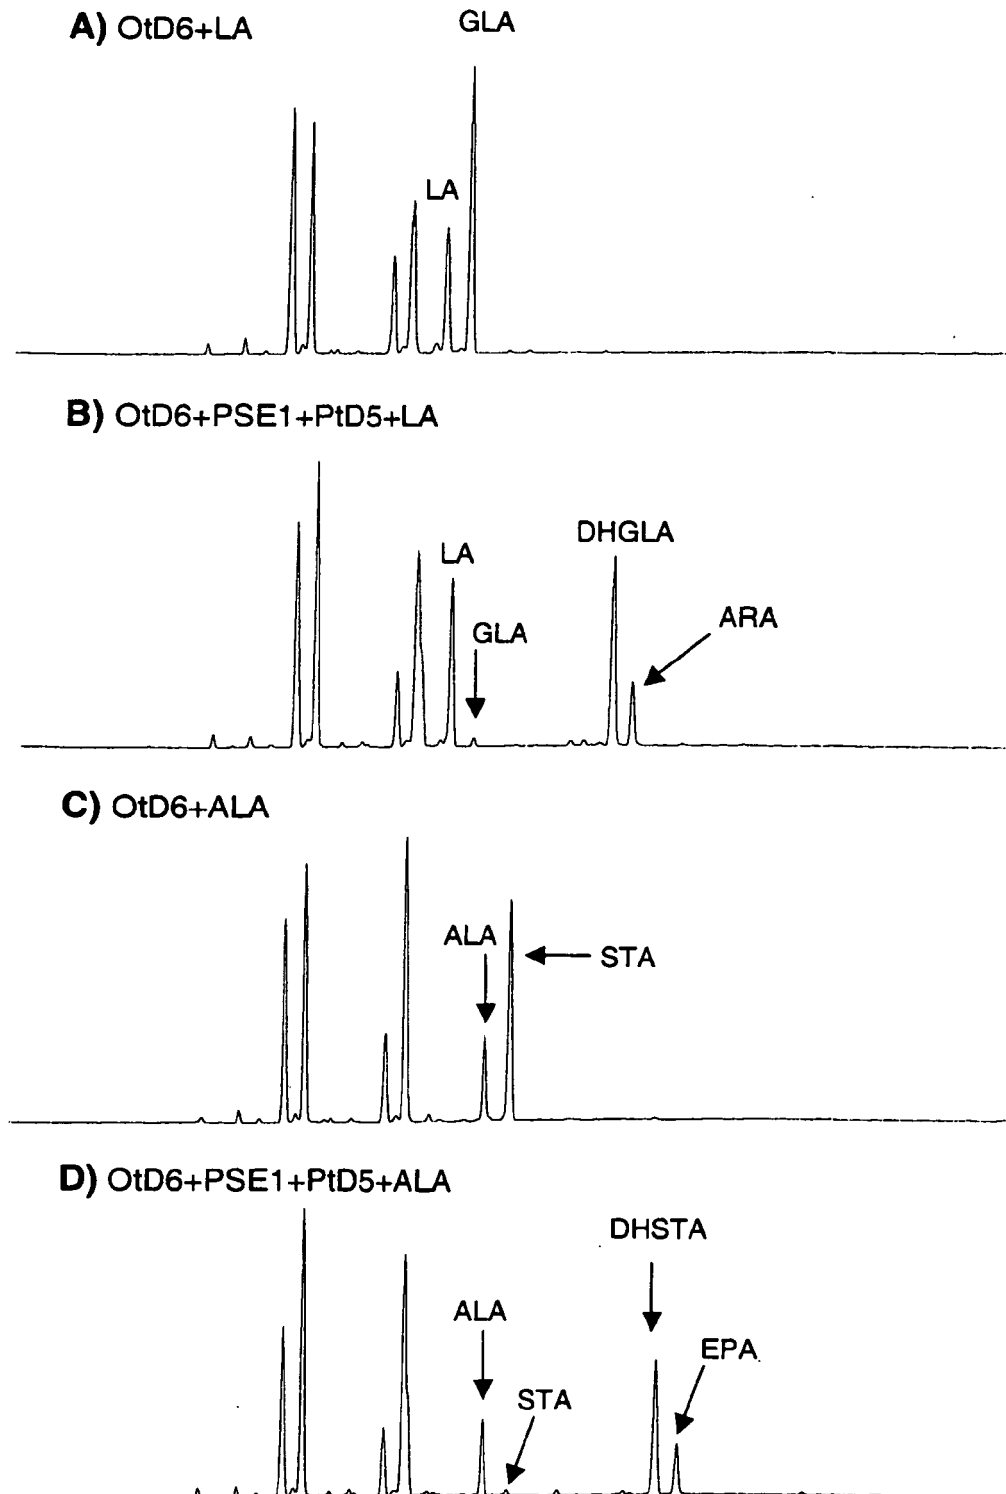 A) OtD6+LA
GLA
LA
B) OtD6+PSE1+PtD5+LA
DHGLA
LA
ARA
GLA
C) OtD6+ALA
ALA
STA
D) OtD6+PSE1+PtD5+ALA
DHSTA
ALA
EPA
STA